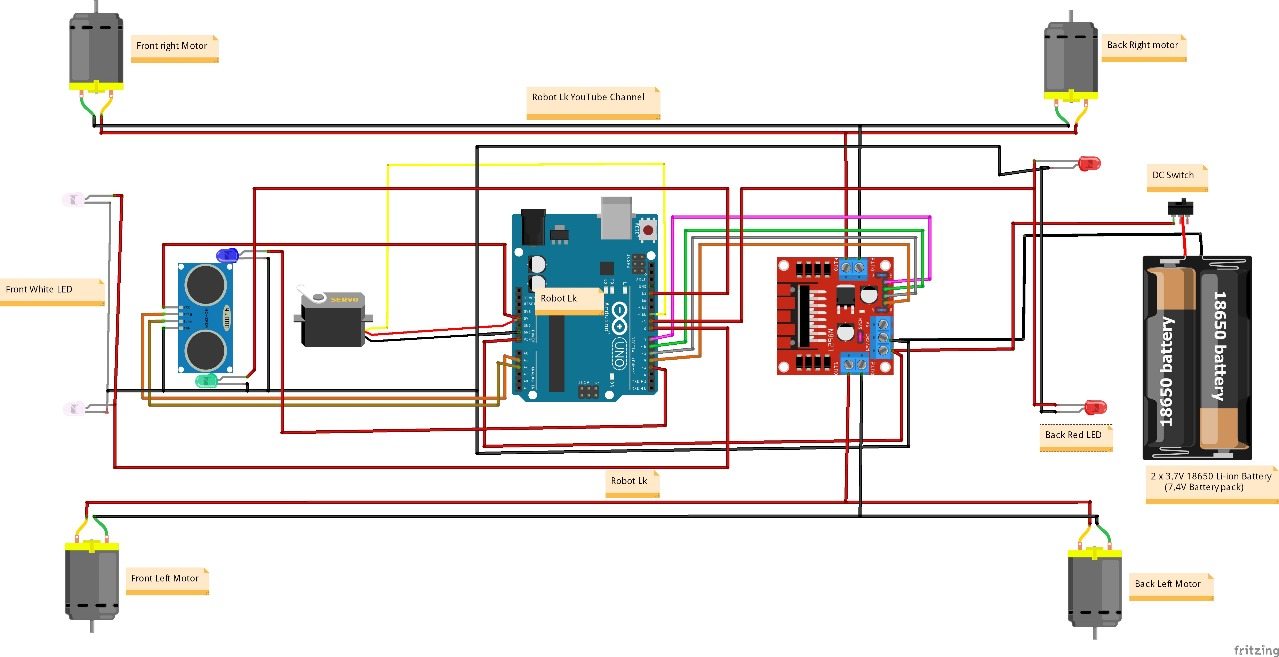 Front right Motor
Back Right motor
Robot Lk YouTube Channel
DC Switch
Front White LED
SERVO
Robot Lk
UNO
18650 battery
18650 battery
Back Red LED
2 x 3,7V 18650 Li-ion Battery
(7,4V Battery pack)
Robot Lk
Front Left Motor
Back Left Motor
fritzing